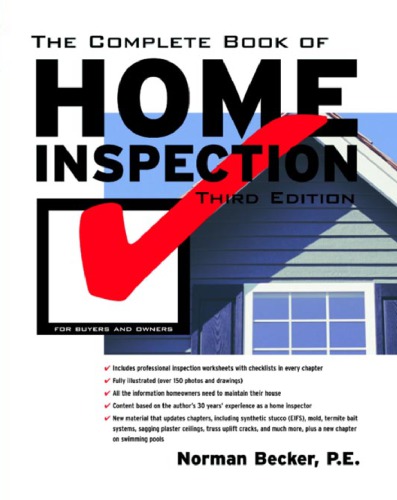 THE COMPLETE BOOK OF
HOME
INSPECTION
THIRD EDITION
FOR BUYERS AND OWNERS
✔ Includes professional inspection worksheets with checklists in every chapter
✔ Fully illustrated (over 150 photos and drawings)
✔ All the information homeowners need to maintain their house
✔ Content based on the author's 30 years' experience as a home inspector
✔ New material that updates chapters, including synthetic stucco (EIFS), mold, termite bait
systems, sagging plaster ceilings, truss uplift cracks, and much more, plus a new chapter
on swimming pools
Norman Becker, P.E.